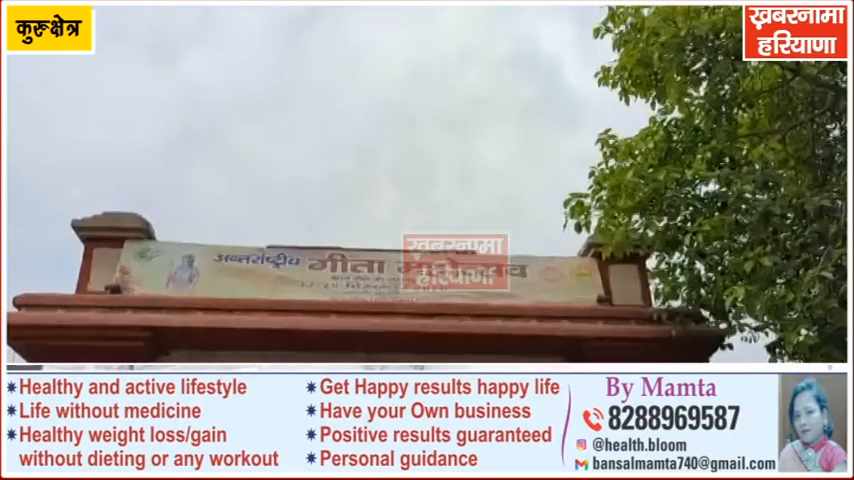 कुरूक्षेत्र
ख़बरनामा
हरियाणा
अन्तर्राष्ट्रीय
गीता
ख़बरनामा
हरियाणा
✷Healthy and active lifestyle
✷Life without medicine
✷Healthy weight loss/gain
without dieting or any workout
✷Get Happy results happy life
✷Have your Own business
✷Positive results guaranteed
✷Personal guidance
By Mamta
8288969587
@health.bloom
bansalmamta740@gmail.com